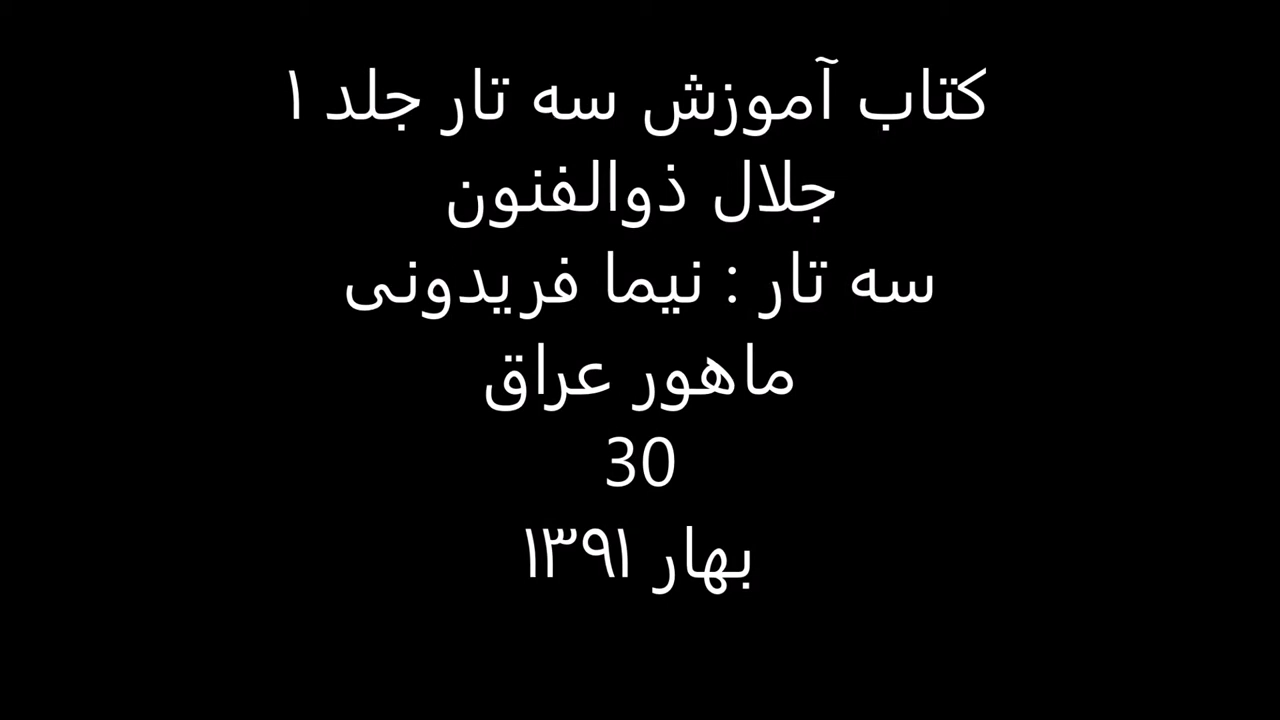 کتاب آموزش سه تار جلد ۱
جلال ذوالفنون
سه تار : نیما فریدونی
ماهور عراق
30
بهار ۱۳۹۱